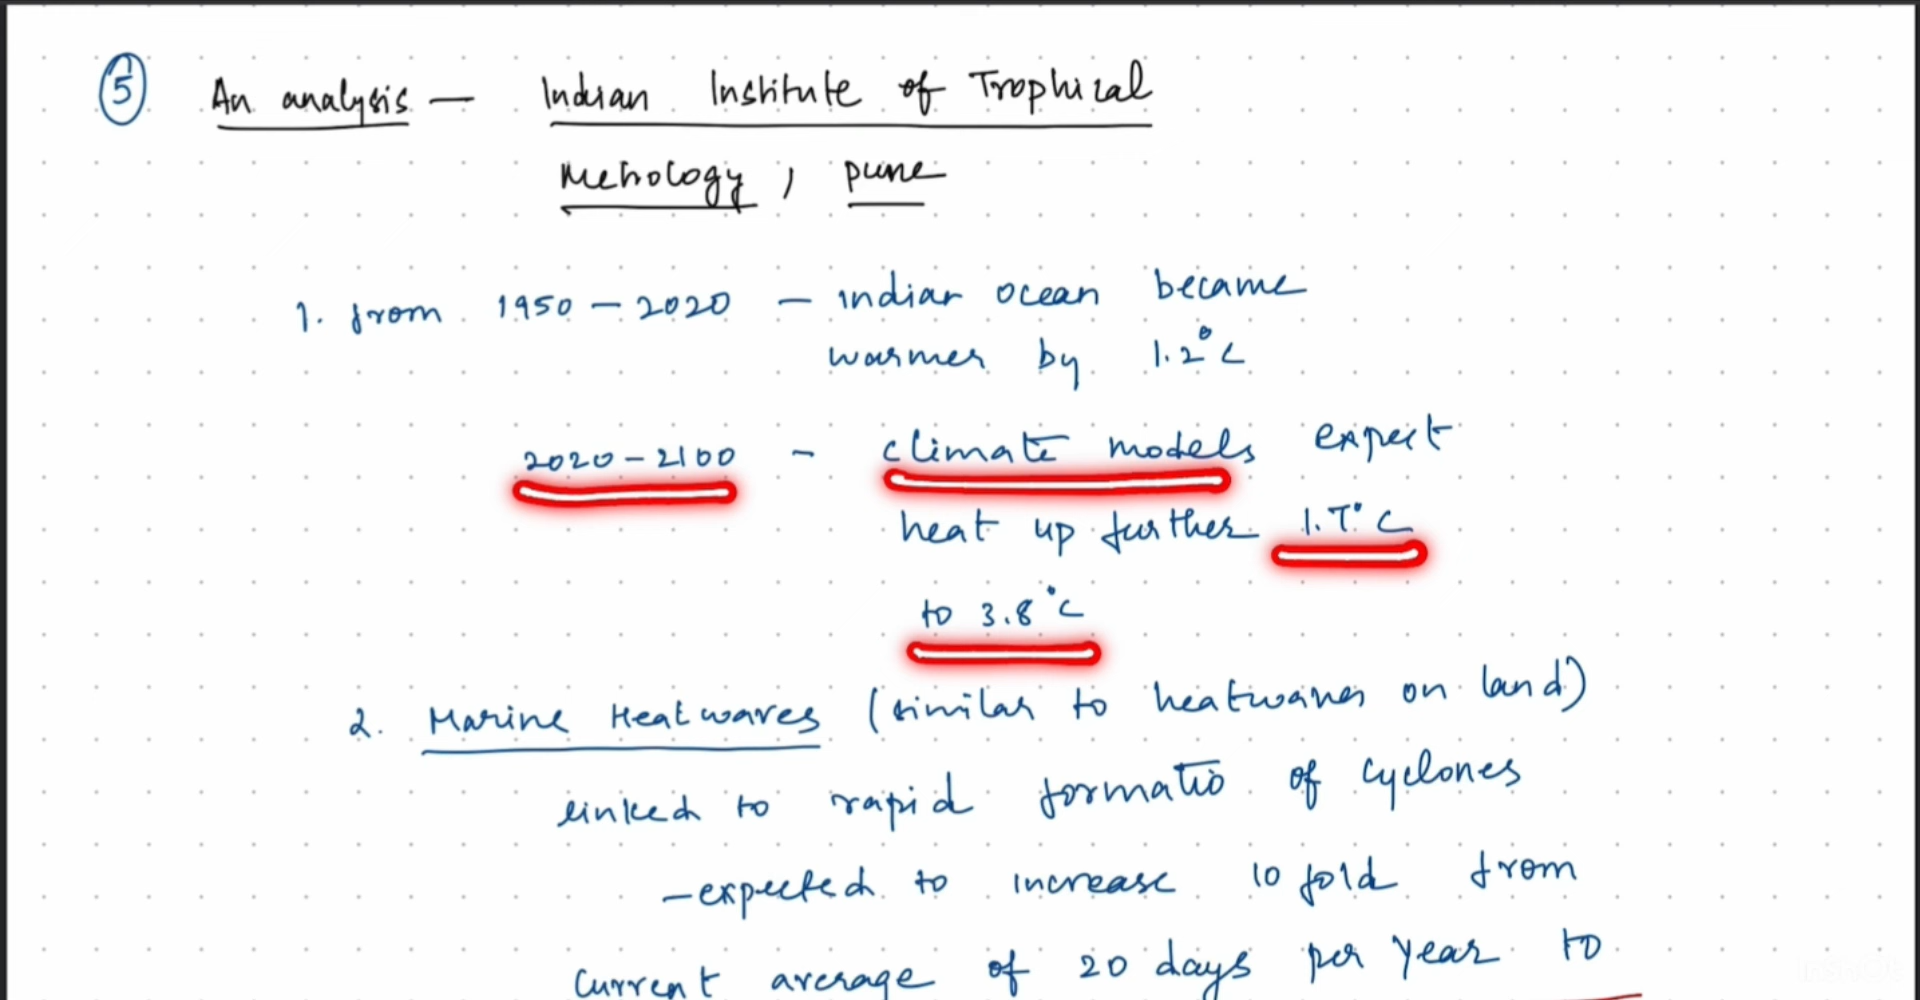 5 An analysis — Indian Institute of Trophical
Metrology, pune
1. from 1950 – 2020 – indian ocean became
warmer by 1.2°C
2020 – 2100 - climate models expect
heat up further 1.7°C
to 3.8°C
2. Marine Heatwaves (similar to heatwaves on land)
linked to rapid formatio of cyclones
– expected to increase 10 fold from
current average of 20 days per year to